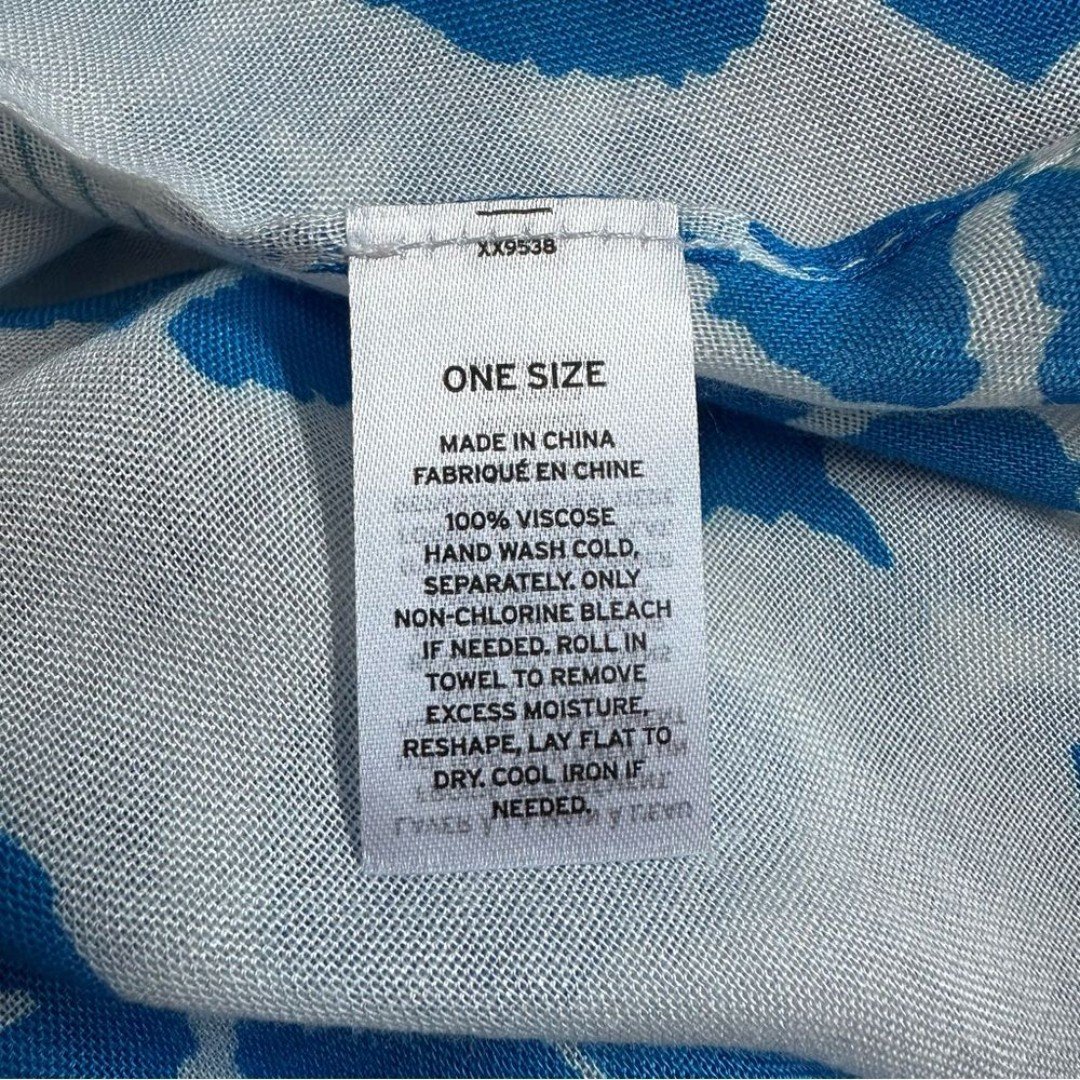 XX9538
ONE SIZE
MADE IN CHINA
FABRIQUÉ EN CHINE
100% VISCOSE
HAND WASH COLD,
SEPARATELY. ONLY
NON-CHLORINE BLEACH
IF NEEDED. ROLL IN
TOWEL TO REMOVE
EXCESS MOISTURE,
RESHAPE, LAY FLAT TO
DRY. COOL IRON IF
NEEDED.